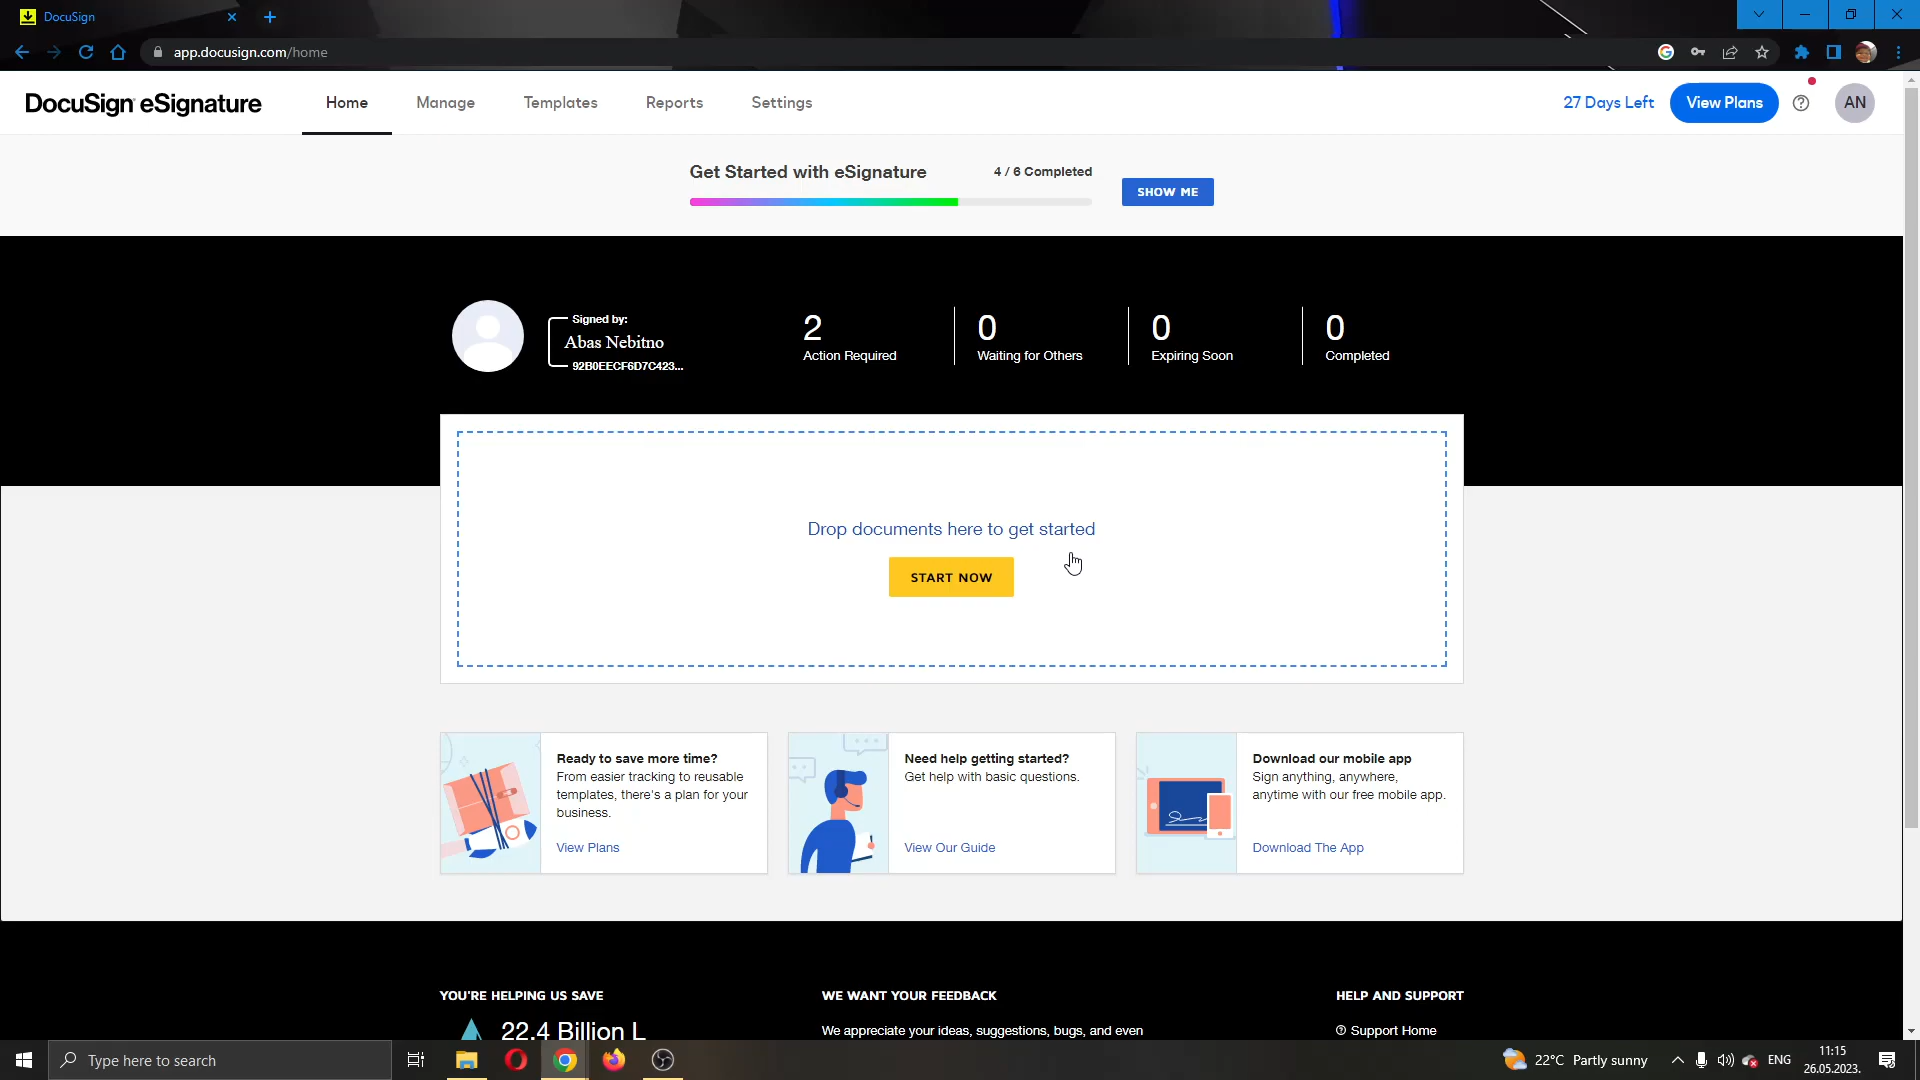 DocuSign
app.docusign.com/home
DocuSign eSignature
Home
Manage
Templates
Reports
Settings
27 Days Left
View Plans
AN
Get Started with eSignature
4 / 6 Completed
SHOW ME
Signed by:
Abas Nebitno
92B0EECF6D7C423...
2
Action Required
0
Waiting for Others
0
Expiring Soon
0
Completed
Drop documents here to get started
START NOW
Ready to save more time?
From easier tracking to reusable
templates, there's a plan for your
business.
View Plans
Need help getting started?
Get help with basic questions.
View Our Guide
Download our mobile app
Sign anything, anywhere,
anytime with our free mobile app.
Download The App
YOU'RE HELPING US SAVE
22.4 Billion L
WE WANT YOUR FEEDBACK
We appreciate your ideas, suggestions, bugs, and even
HELP AND SUPPORT
Support Home
Type here to search
22°C Partly sunny
ENG
11:15
26.05.2023.